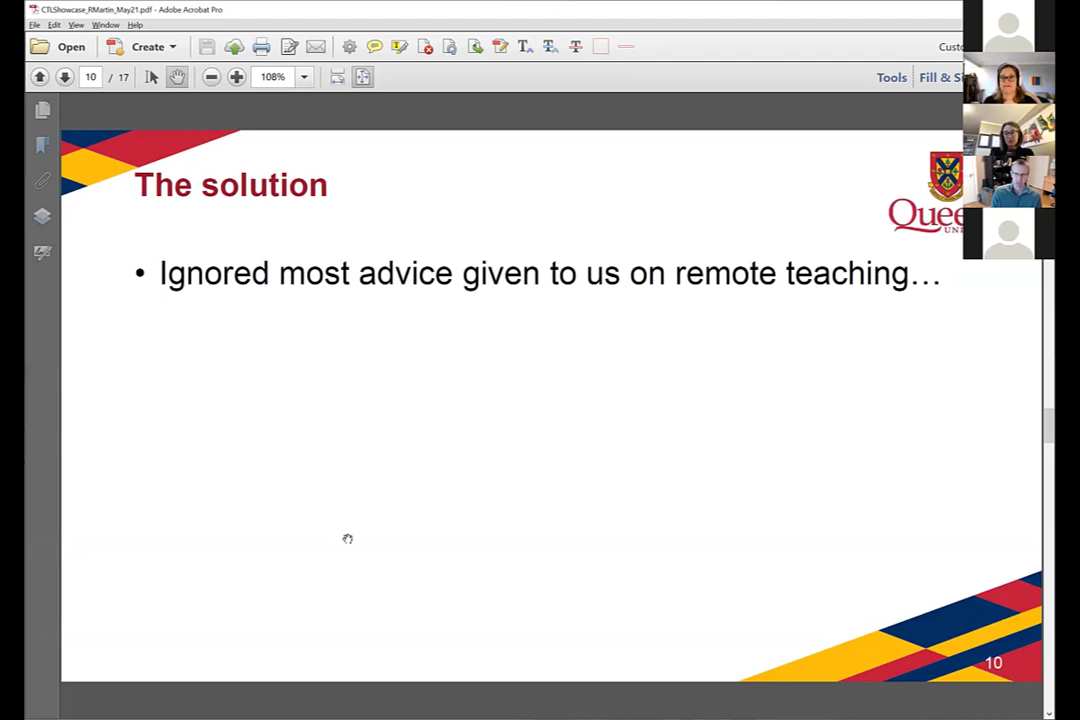 CTLShowcase_RMartin_May21.pdf - Adobe Acrobat Pro
File Edit View Window Help
Open Create
10 / 17 108% Tools
The solution
• Ignored most advice given to us on remote teaching…
10